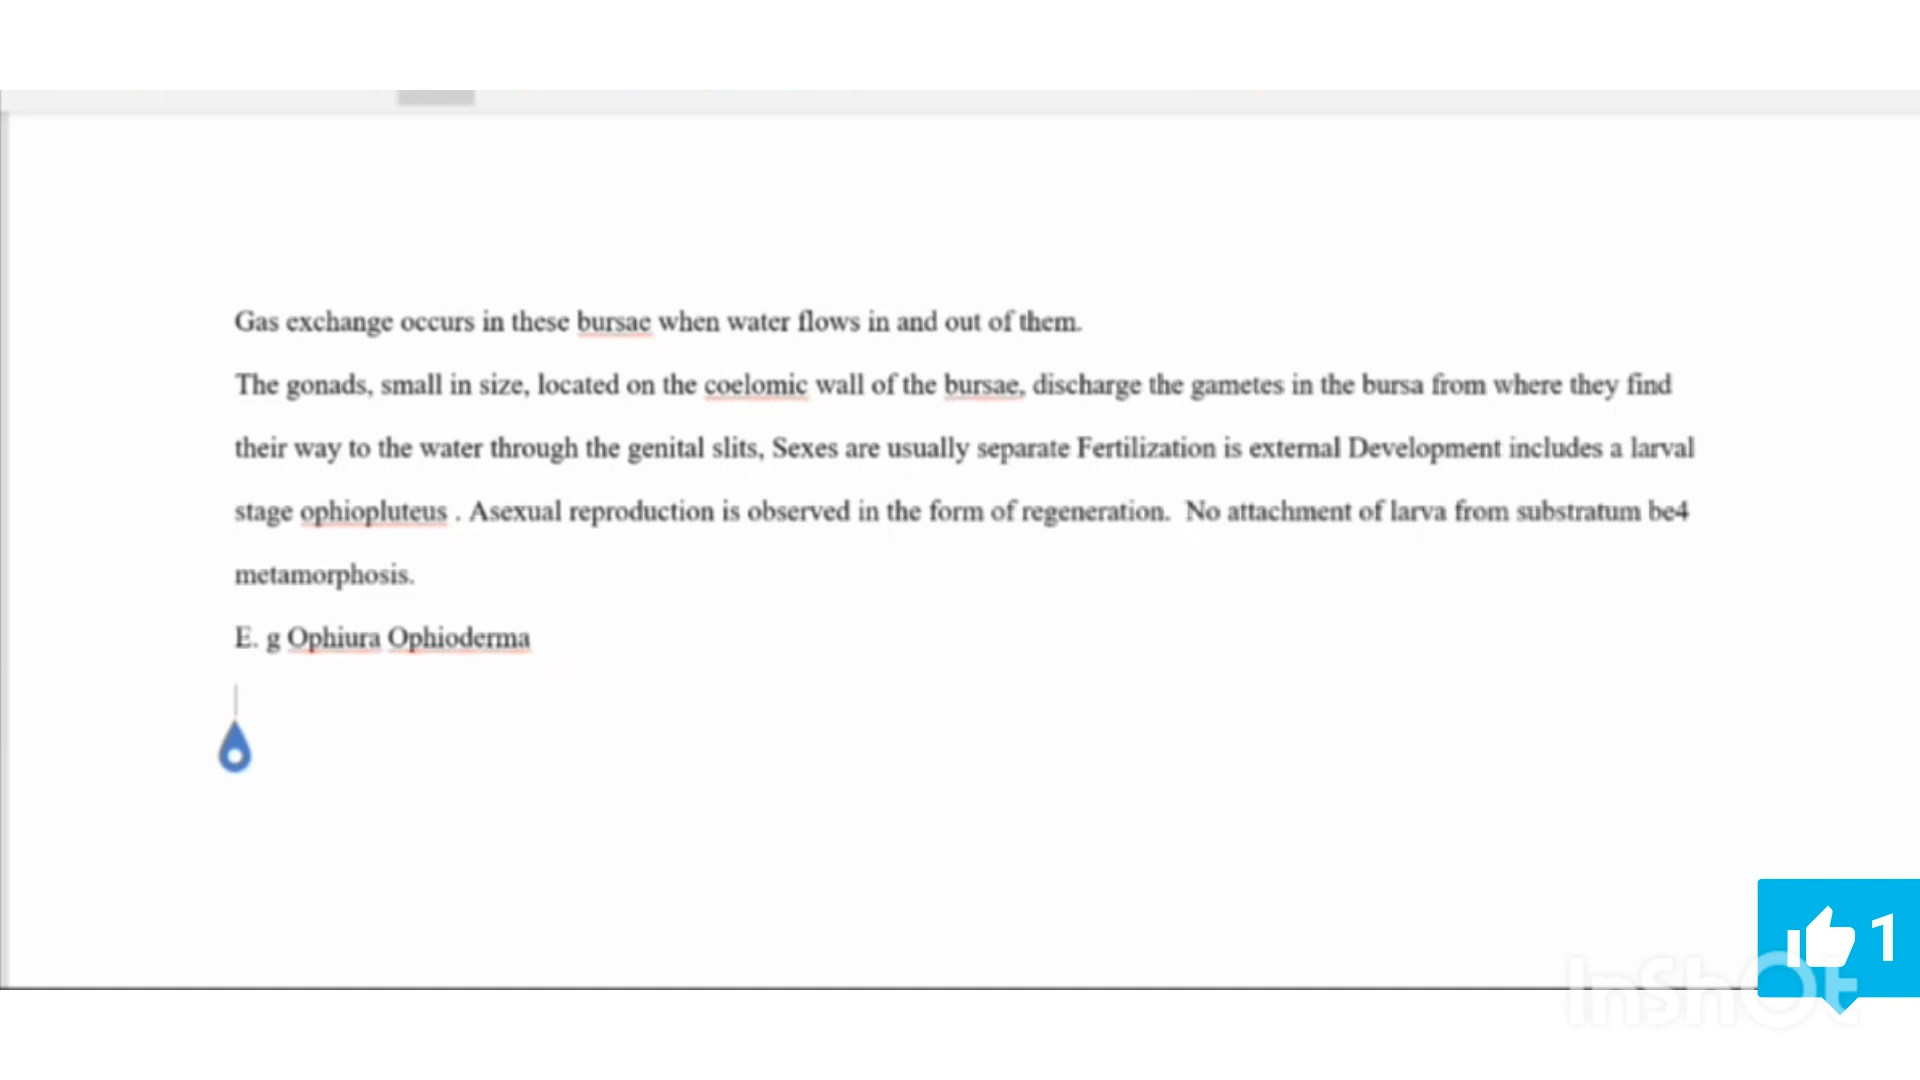 Gas exchange occurs in these bursae when water flows in and out of them.
The gonads, small in size, located on the coelomic wall of the bursae, discharge the gametes in the bursa from where they find
their way to the water through the genital slits, Sexes are usually separate Fertilization is external Development includes a larval
stage ophiopluteus . Asexual reproduction is observed in the form of regeneration.  No attachment of larva from substratum be4
metamorphosis.
E. g Ophiura Ophioderma
1
InShOt